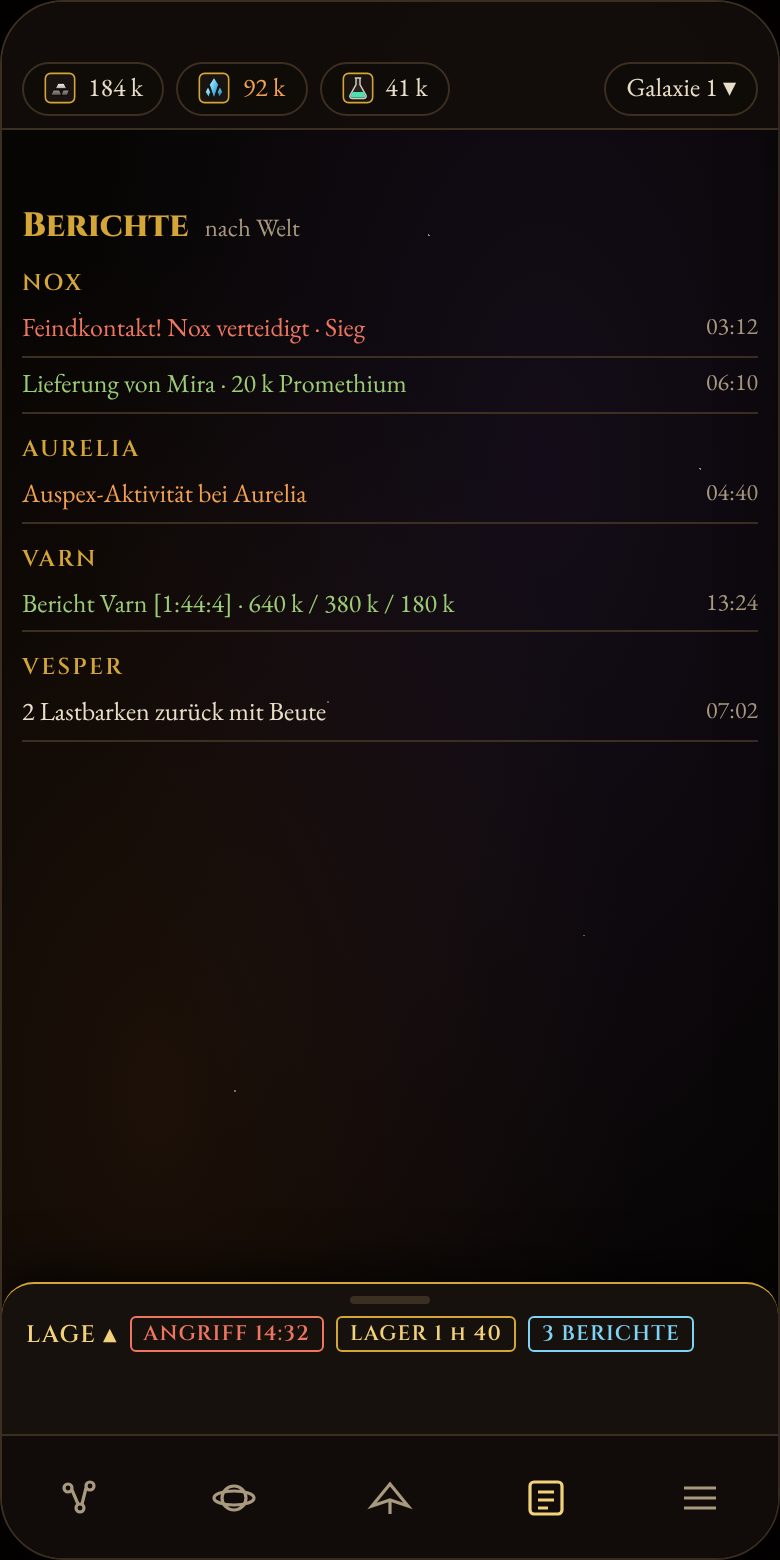 184 k 92 k 41 k Galaxie 1 ▼
BERICHTE nach Welt
NOX
Feindkontakt! Nox verteidigt · Sieg 03:12
Lieferung von Mira · 20 k Promethium 06:10
AURELIA
Auspex-Aktivität bei Aurelia 04:40
VARN
Bericht Varn [1:44:4] · 640 k / 380 k / 180 k 13:24
VESPER
2 Lastbarken zurück mit Beute 07:02
LAGE ▲ ANGRIFF 14:32 LAGER 1 H 40 3 BERICHTE